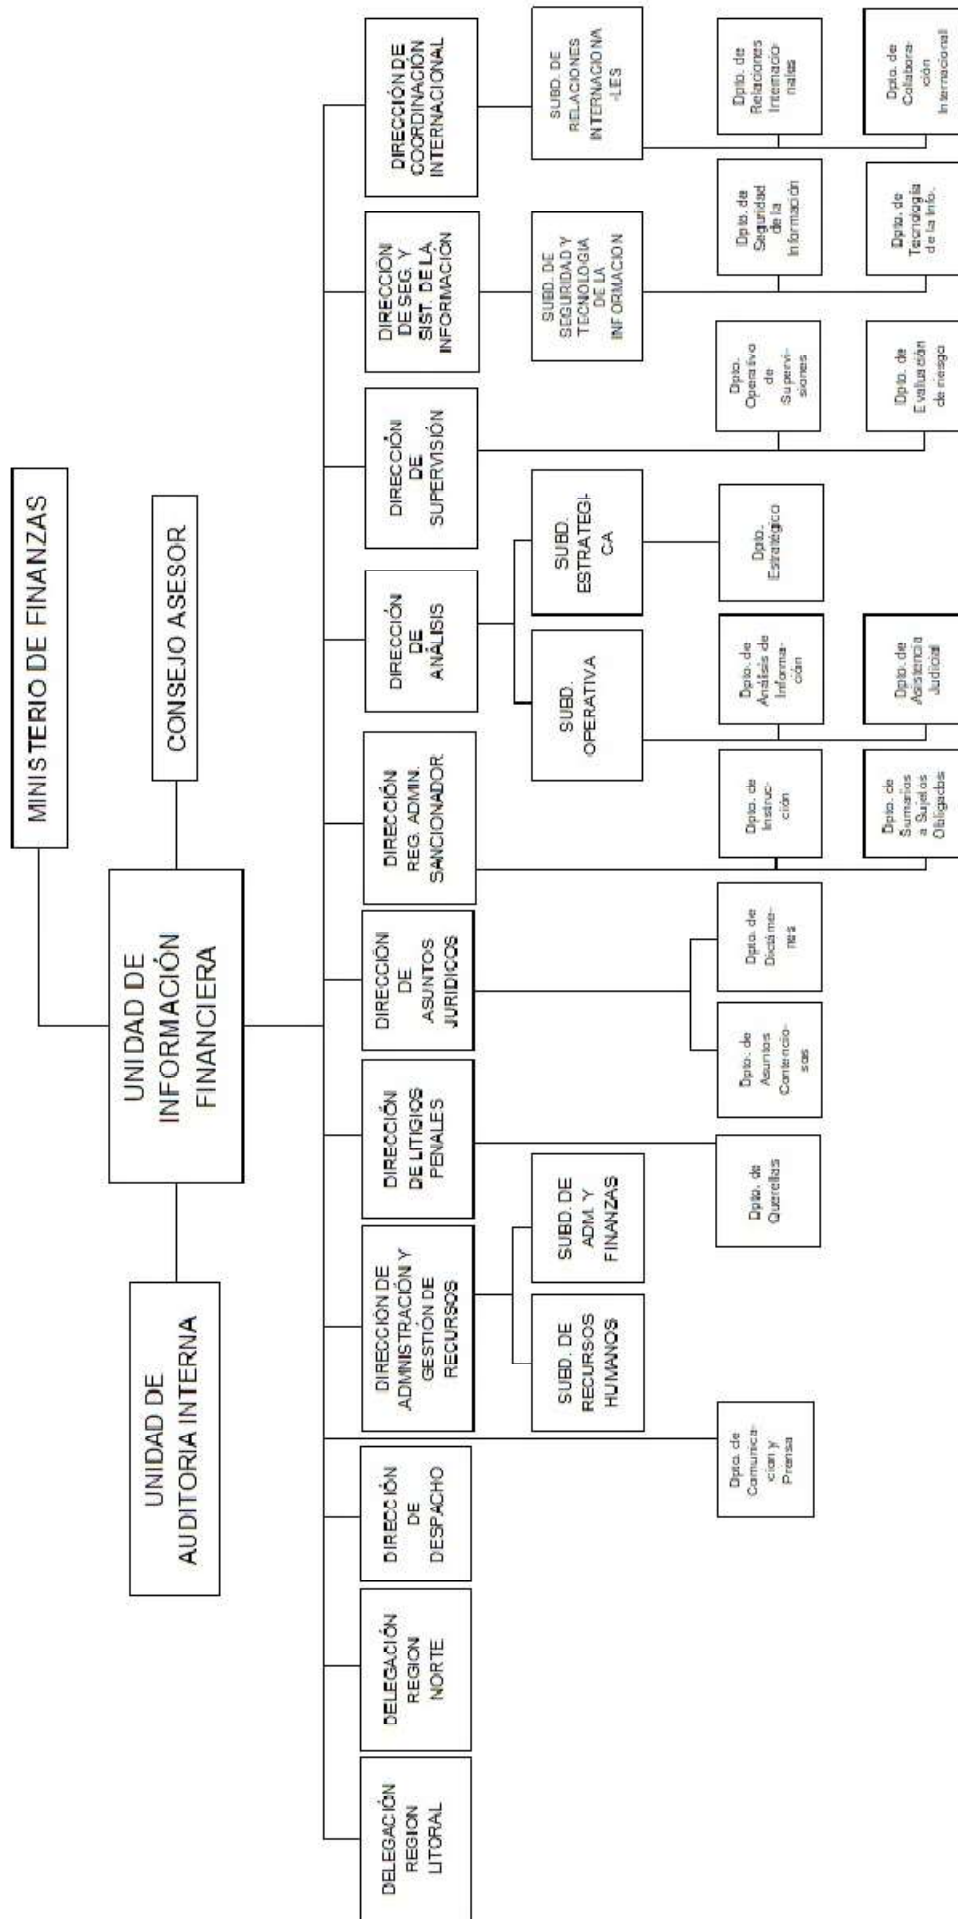 MINISTERIO DE FINANZAS
UNIDAD DE
INFORMACIÓN
FINANCIERA
UNIDAD DE
AUDITORIA INTERNA
CONSEJO ASESOR
DELEGACIÓN
REGION
LITORAL
DELEGACIÓN
REGION
NORTE
DIRECCIÓN
DE
DESPACHO
DIRECCIÓN DE
ADMINISTRACIÓN Y
GESTIÓN DE
RECURSOS
DIRECCIÓN
DE LITIGIOS
PENALES
DIRECCIÓN
DE
ASUNTOS
JURIDICOS
DIRECCIÓN
REG. ADMIN.
SANCIONADOR
DIRECCIÓN
DE
ANÁLISIS
DIRECCIÓN
DE
SUPERVISIÓN
DIRECCIÓN
DE SEG. Y
SIST. DE LA
INFORMACIÓN
DIRECCIÓN DE
COORDINACIÓN
INTERNACIONAL
SUBD. DE
RECURSOS
HUMANOS
SUBD. DE
ADM. Y
FINANZAS
SUBD.
OPERATIVA
SUBD.
ESTRATEGI-
CA
SUBD. DE
SEGURIDAD Y
TECNOLOGIA
DE LA
INFORMACION
SUBD. DE
RELACIONES
INTERNACIONA
-LES
Dpto. de
Comunica-
cion y
Prensa
Dpto. de
Querellas
Dpto. de
Asuntos
Contencio-
sos
Dpto. de
Dictáme-
nes
Dpto. de
Instruc-
ción
Dpto. de
Análisis de
Informa-
ción
Dpto.
Estratégico
Dpto.
Operativo
de
Supervi-
siones
Dpto. de
Seguridad
de la
Información
Dpto. de
Relaciones
Internacio-
nales
Dpto. de
Sumarios
a Sujetos
Obligados
Dpto. de
Asistencia
Judicial
Dpto. de
Evaluación
de riesgo
Dpto. de
Tecnología
de la Info.
Dpto. de
Colabora-
ción
Internacional